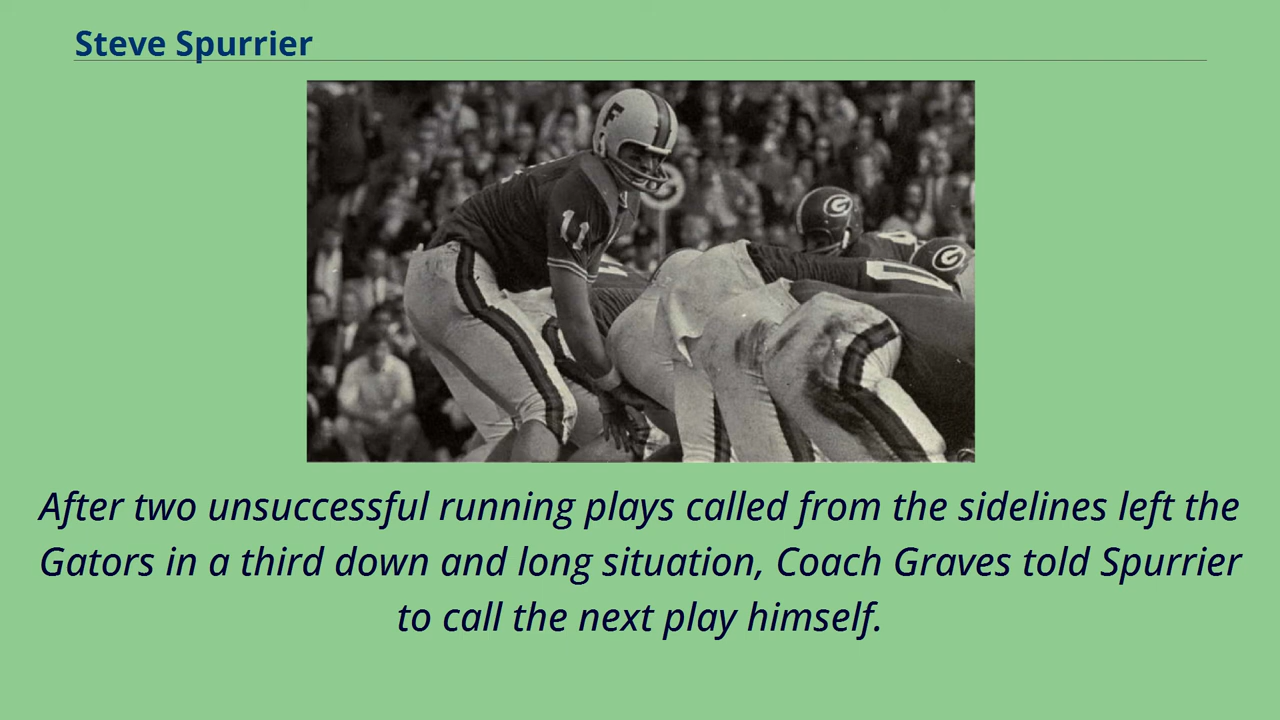 Steve Spurrier
F
11
G
G
After two unsuccessful running plays called from the sidelines left the
Gators in a third down and long situation, Coach Graves told Spurrier
to call the next play himself.